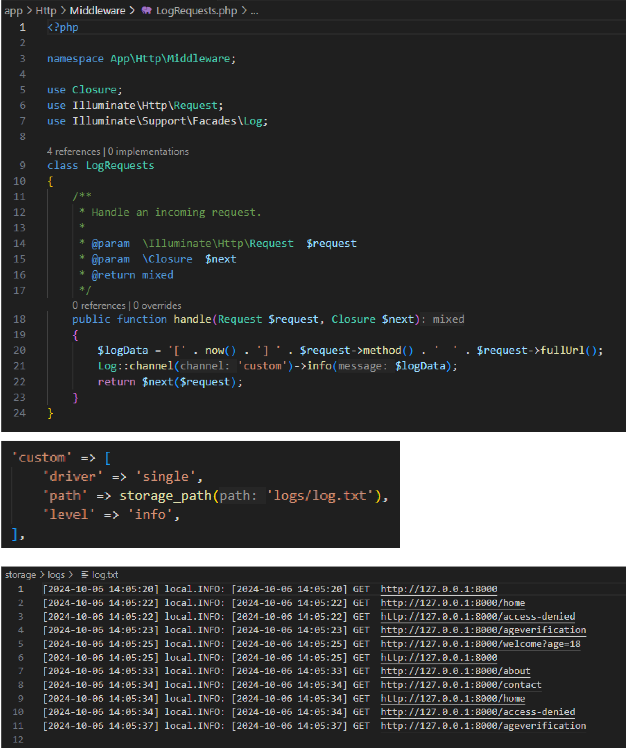 app > Http > Middleware > LogRequests.php > ...
1 <?php
2
3 namespace App\Http\Middleware;
4
5 use Closure;
6 use Illuminate\Http\Request;
7 use Illuminate\Support\Facades\Log;
8
4 references | 0 implementations
9 class LogRequests
10 {
11 /**
12 * Handle an incoming request.
13 *
14 * @param  \Illuminate\Http\Request  $request
15 * @param  \Closure  $next
16 * @return mixed
17 */
0 references | 0 overrides
18 public function handle(Request $request, Closure $next): mixed
19 {
20 $logData = '[' . now() . '] ' . $request->method() . '  ' . $request->fullUrl();
21 Log::channel(channel: 'custom')->info(message: $logData);
22 return $next($request);
23 }
24 }
'custom' => [
'driver' => 'single',
'path' => storage_path(path: 'logs/log.txt'),
'level' => 'info',
],
storage > logs > log.txt
1 [2024-10-06 14:05:20] local.INFO: [2024-10-06 14:05:20] GET  http://127.0.0.1:8000
2 [2024-10-06 14:05:22] local.INFO: [2024-10-06 14:05:22] GET  http://127.0.0.1:8000/home
3 [2024-10-06 14:05:22] local.INFO: [2024-10-06 14:05:22] GET  http://127.0.0.1:8000/access-denied
4 [2024-10-06 14:05:23] local.INFO: [2024-10-06 14:05:23] GET  http://127.0.0.1:8000/ageverification
5 [2024-10-06 14:05:25] local.INFO: [2024-10-06 14:05:25] GET  http://127.0.0.1:8000/welcome?age=18
6 [2024-10-06 14:05:25] local.INFO: [2024-10-06 14:05:25] GET  http://127.0.0.1:8000
7 [2024-10-06 14:05:33] local.INFO: [2024-10-06 14:05:33] GET  http://127.0.0.1:8000/about
8 [2024-10-06 14:05:34] local.INFO: [2024-10-06 14:05:34] GET  http://127.0.0.1:8000/contact
9 [2024-10-06 14:05:34] local.INFO: [2024-10-06 14:05:34] GET  http://127.0.0.1:8000/home
10 [2024-10-06 14:05:34] local.INFO: [2024-10-06 14:05:34] GET  http://127.0.0.1:8000/access-denied
11 [2024-10-06 14:05:37] local.INFO: [2024-10-06 14:05:37] GET  http://127.0.0.1:8000/ageverification
12